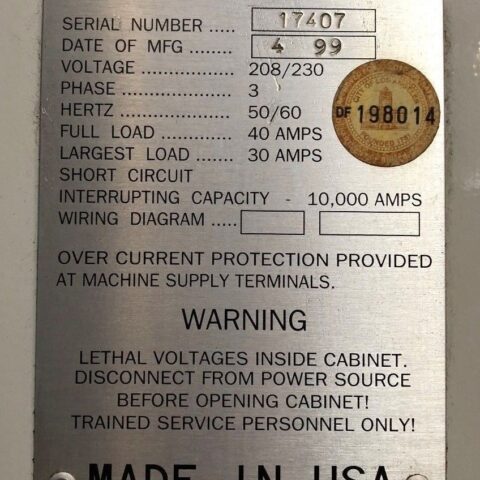 SERIAL NUMBER ..... 17407
DATE OF MFG ........ 4 99
VOLTAGE ................. 208/230
PHASE ..................... 3
HERTZ ..................... 50/60
FULL LOAD .............. 40 AMPS
LARGEST LOAD ....... 30 AMPS
SHORT CIRCUIT
INTERRUPTING CAPACITY - 10,000 AMPS
WIRING DIAGRAM .....
DF 198014
OVER CURRENT PROTECTION PROVIDED
AT MACHINE SUPPLY TERMINALS.
WARNING
LETHAL VOLTAGES INSIDE CABINET.
DISCONNECT FROM POWER SOURCE
BEFORE OPENING CABINET!
TRAINED SERVICE PERSONNEL ONLY!
MADE IN USA